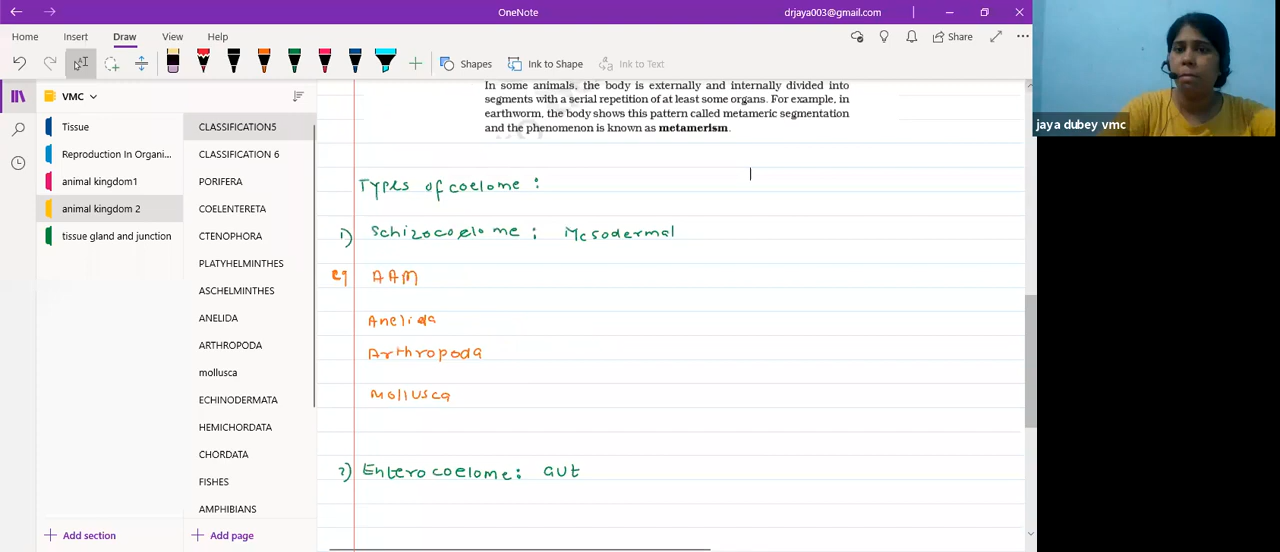 OneNote
drjaya003@gmail.com
Home Insert Draw View Help
Shapes Ink to Shape Ink to Text Share
VMC
Tissue
Reproduction In Organi...
animal kingdom1
animal kingdom 2
tissue gland and junction
Add section
CLASSIFICATION5
CLASSIFICATION 6
PORIFERA
COELENTERETA
CTENOPHORA
PLATYHELMINTHES
ASCHELMINTHES
ANELIDA
ARTHROPODA
mollusca
ECHINODERMATA
HEMICHORDATA
CHORDATA
FISHES
AMPHIBIANS
Add page
In some animals, the body is externally and internally divided into
segments with a serial repetition of at least some organs. For example, in
earthworm, the body shows this pattern called metameric segmentation
and the phenomenon is known as metamerism.
Types of coelome :
1) Schizocoelome : Mesodermal
eg AAM
Anelida
Arthropoda
Mollusca
2) Enterocoelome : Gut
jaya dubey vmc